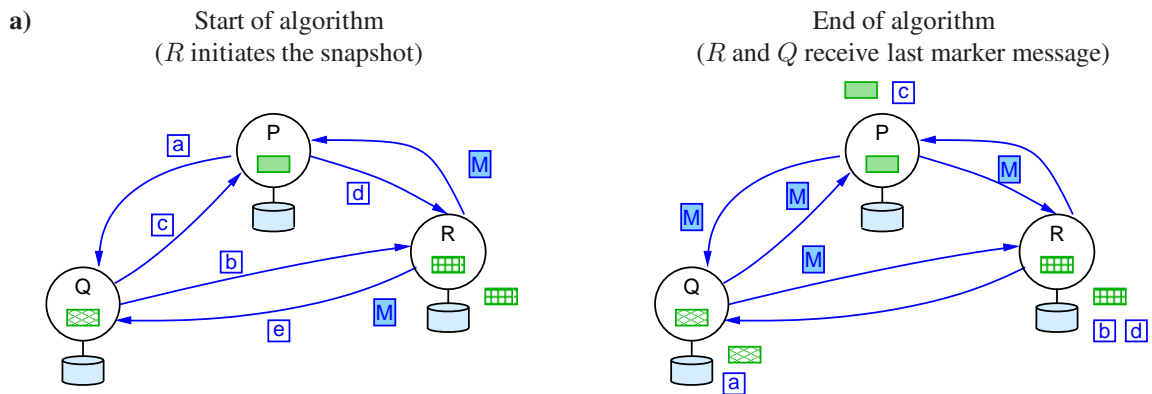 a) Start of algorithm
(R initiates the snapshot)
End of algorithm
(R and Q receive last marker message)
c
P
a
M
d
c
R
b
Q
M
e
P
M
M
M
R
M
Q
b d
a